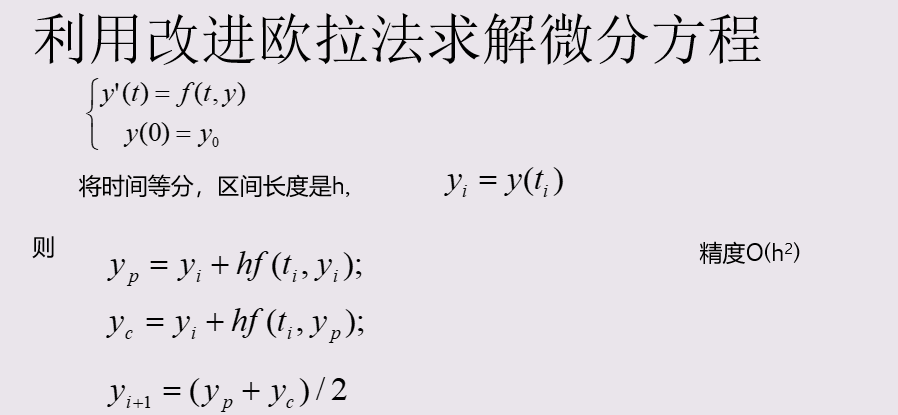 利用改进欧拉法求解微分方程
y'(t) = f(t, y)
y(0) = y₀
将时间等分，区间长度是h, yᵢ = y(tᵢ)
则 精度O(h²)
yₚ = yᵢ + hf(tᵢ, yᵢ);
y_c = yᵢ + hf(tᵢ, yₚ);
yᵢ₊₁ = (yₚ + y_c) / 2